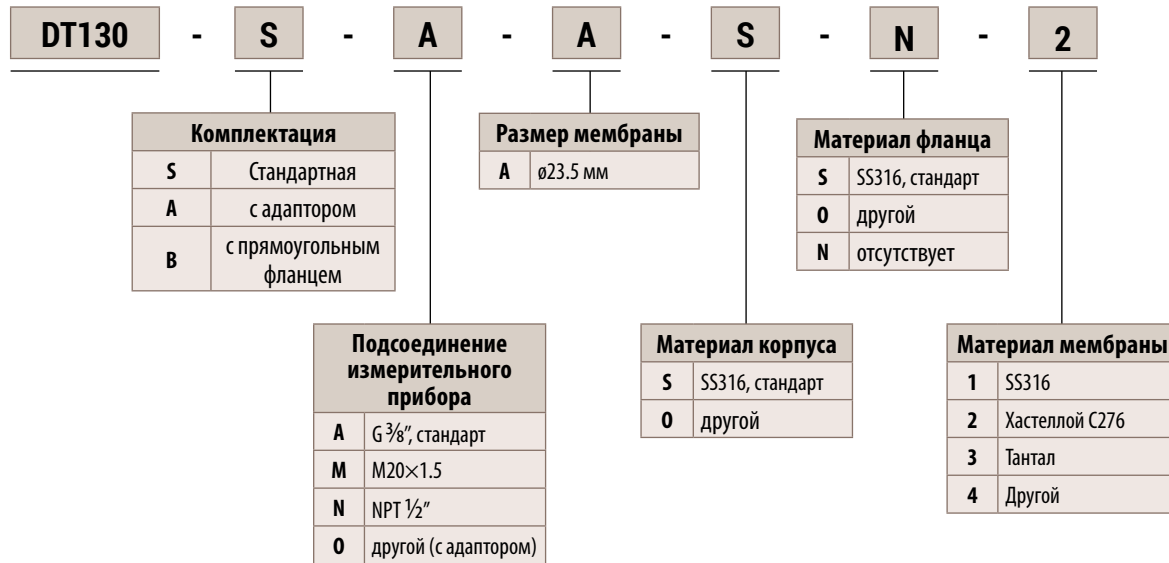 DT130 - S - A - A - S - N - 2
Комплектация
S Стандартная
A с адаптором
B с прямоугольным
фланцем
Размер мембраны
A ø23.5 мм
Материал фланца
S SS316, стандарт
O другой
N отсутствует
Подсоединение
измерительного
прибора
A G 3⁄8”, стандарт
M M20×1.5
N NPT 1⁄2”
O другой (с адаптором)
Материал корпуса
S SS316, стандарт
O другой
Материал мембраны
1 SS316
2 Хастеллой C276
3 Тантал
4 Другой